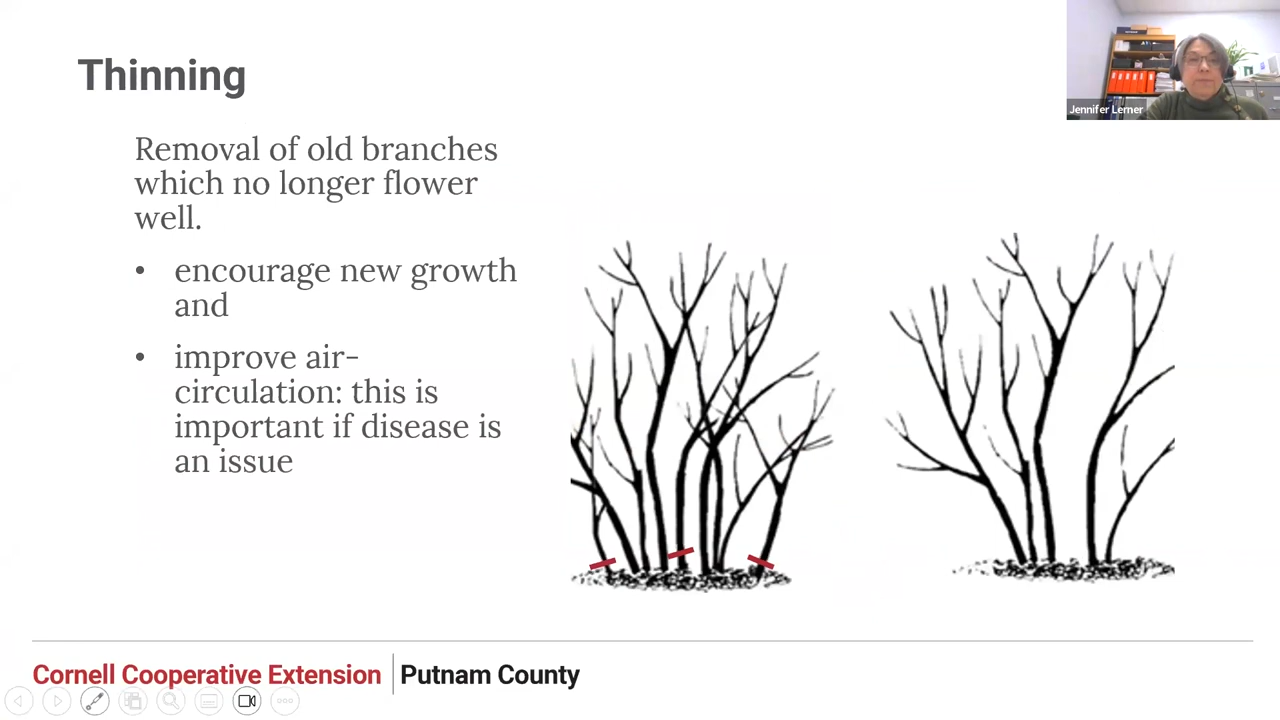 Thinning
Jennifer Lerner
Removal of old branches
which no longer flower
well.
• encourage new growth
and
• improve air-
circulation: this is
important if disease is
an issue
Cornell Cooperative Extension | Putnam County